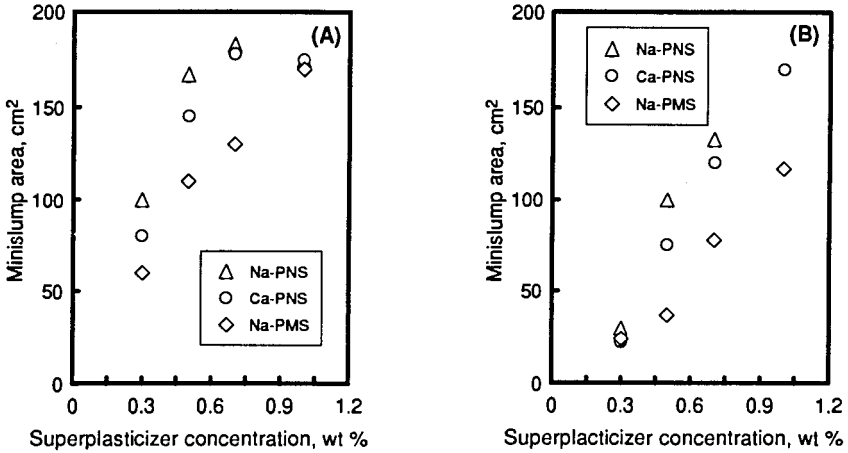 (A)
Minislump area, cm²
200
150
100
50
0
Na-PNS
Ca-PNS
Na-PMS
0 0.3 0.6 0.9 1.2
Superplasticizer concentration, wt %
(B)
Minislump area, cm²
200
150
100
50
0
Na-PNS
Ca-PNS
Na-PMS
0 0.3 0.6 0.9 1.2
Superplacticizer concentration, wt %